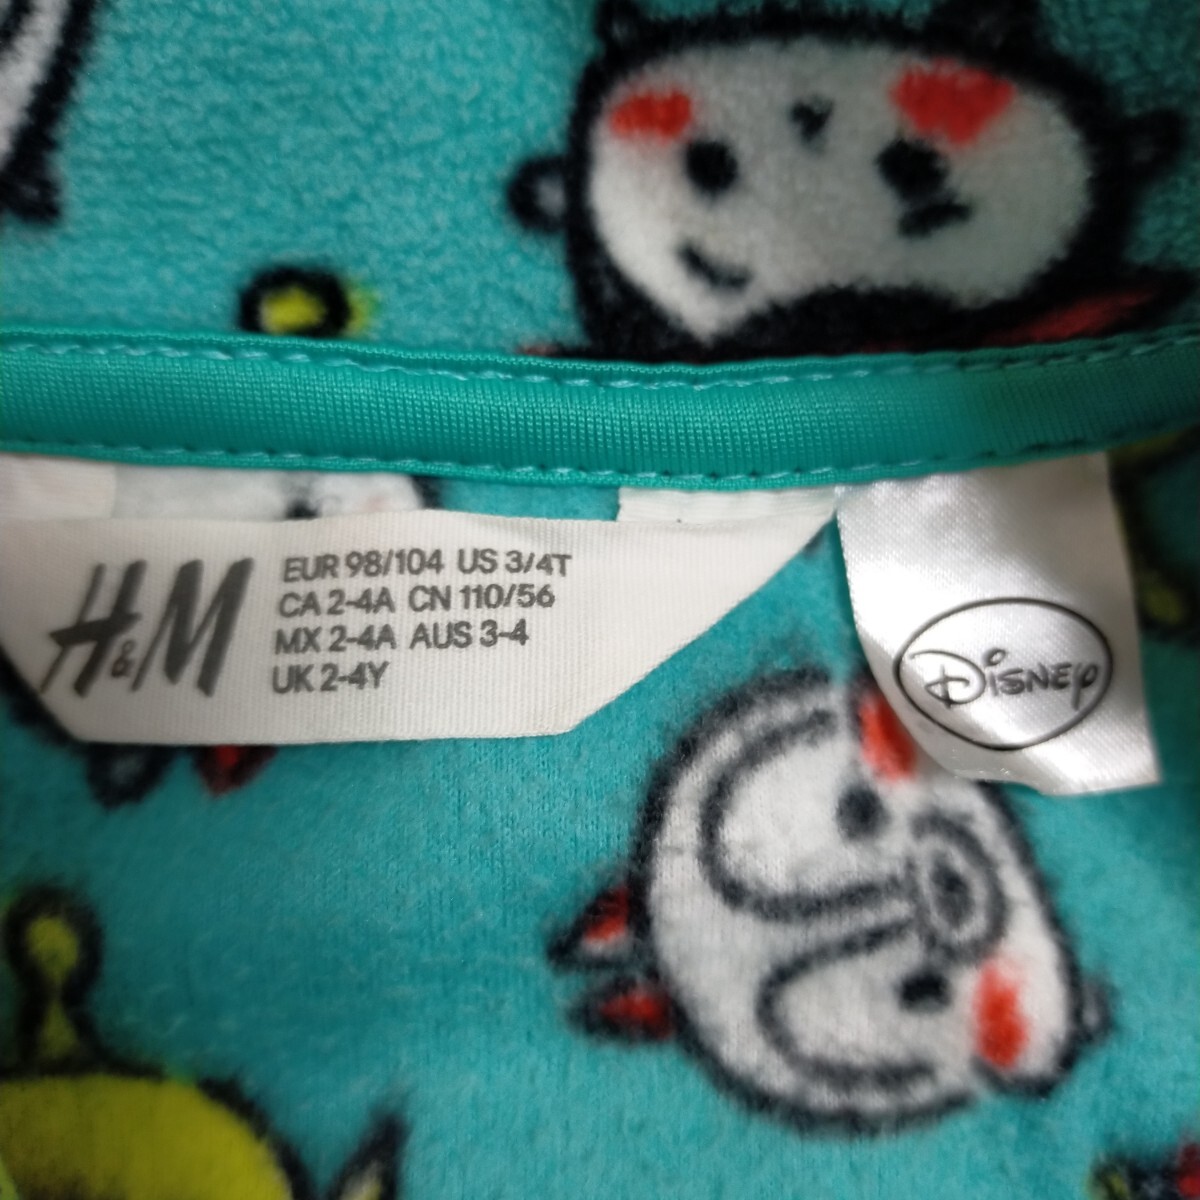 H&M
EUR 98/104 US 3/4T
CA 2-4A CN 110/56
MX 2-4A AUS 3-4
UK 2-4Y
Disney